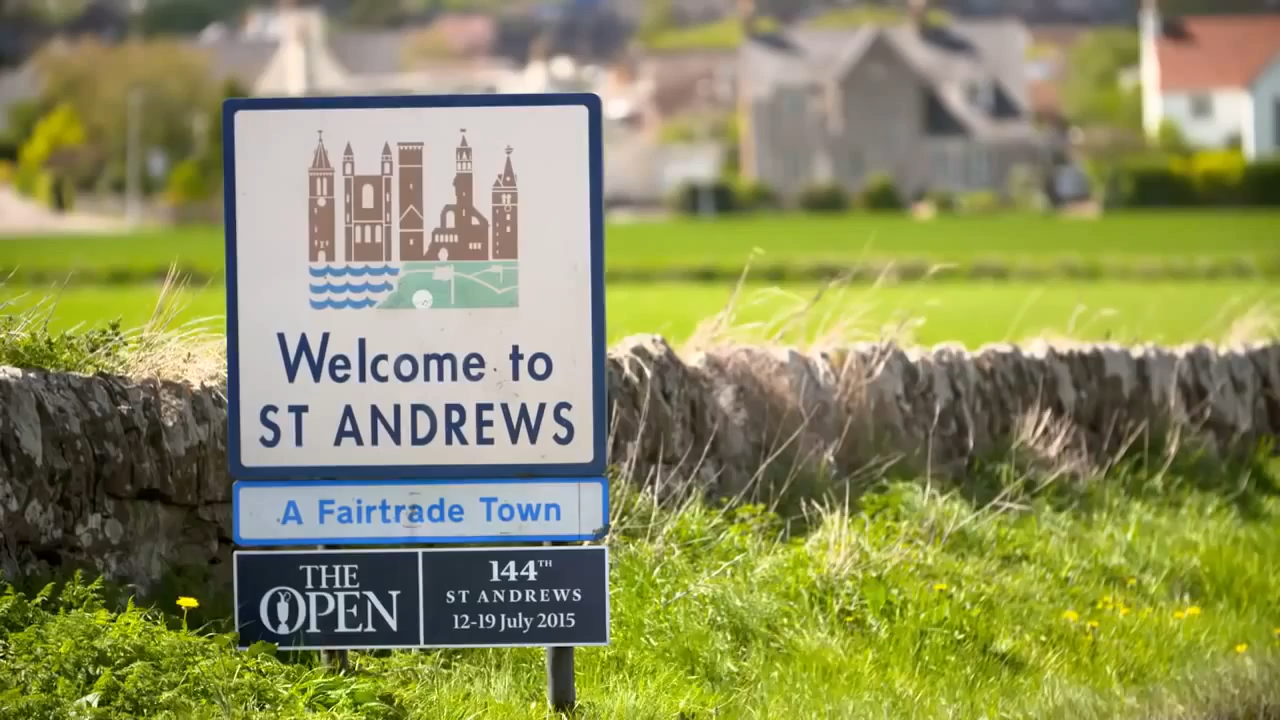 Welcome to
ST ANDREWS
A Fairtrade Town
THE
OPEN
144TH
ST ANDREWS
12-19 July 2015